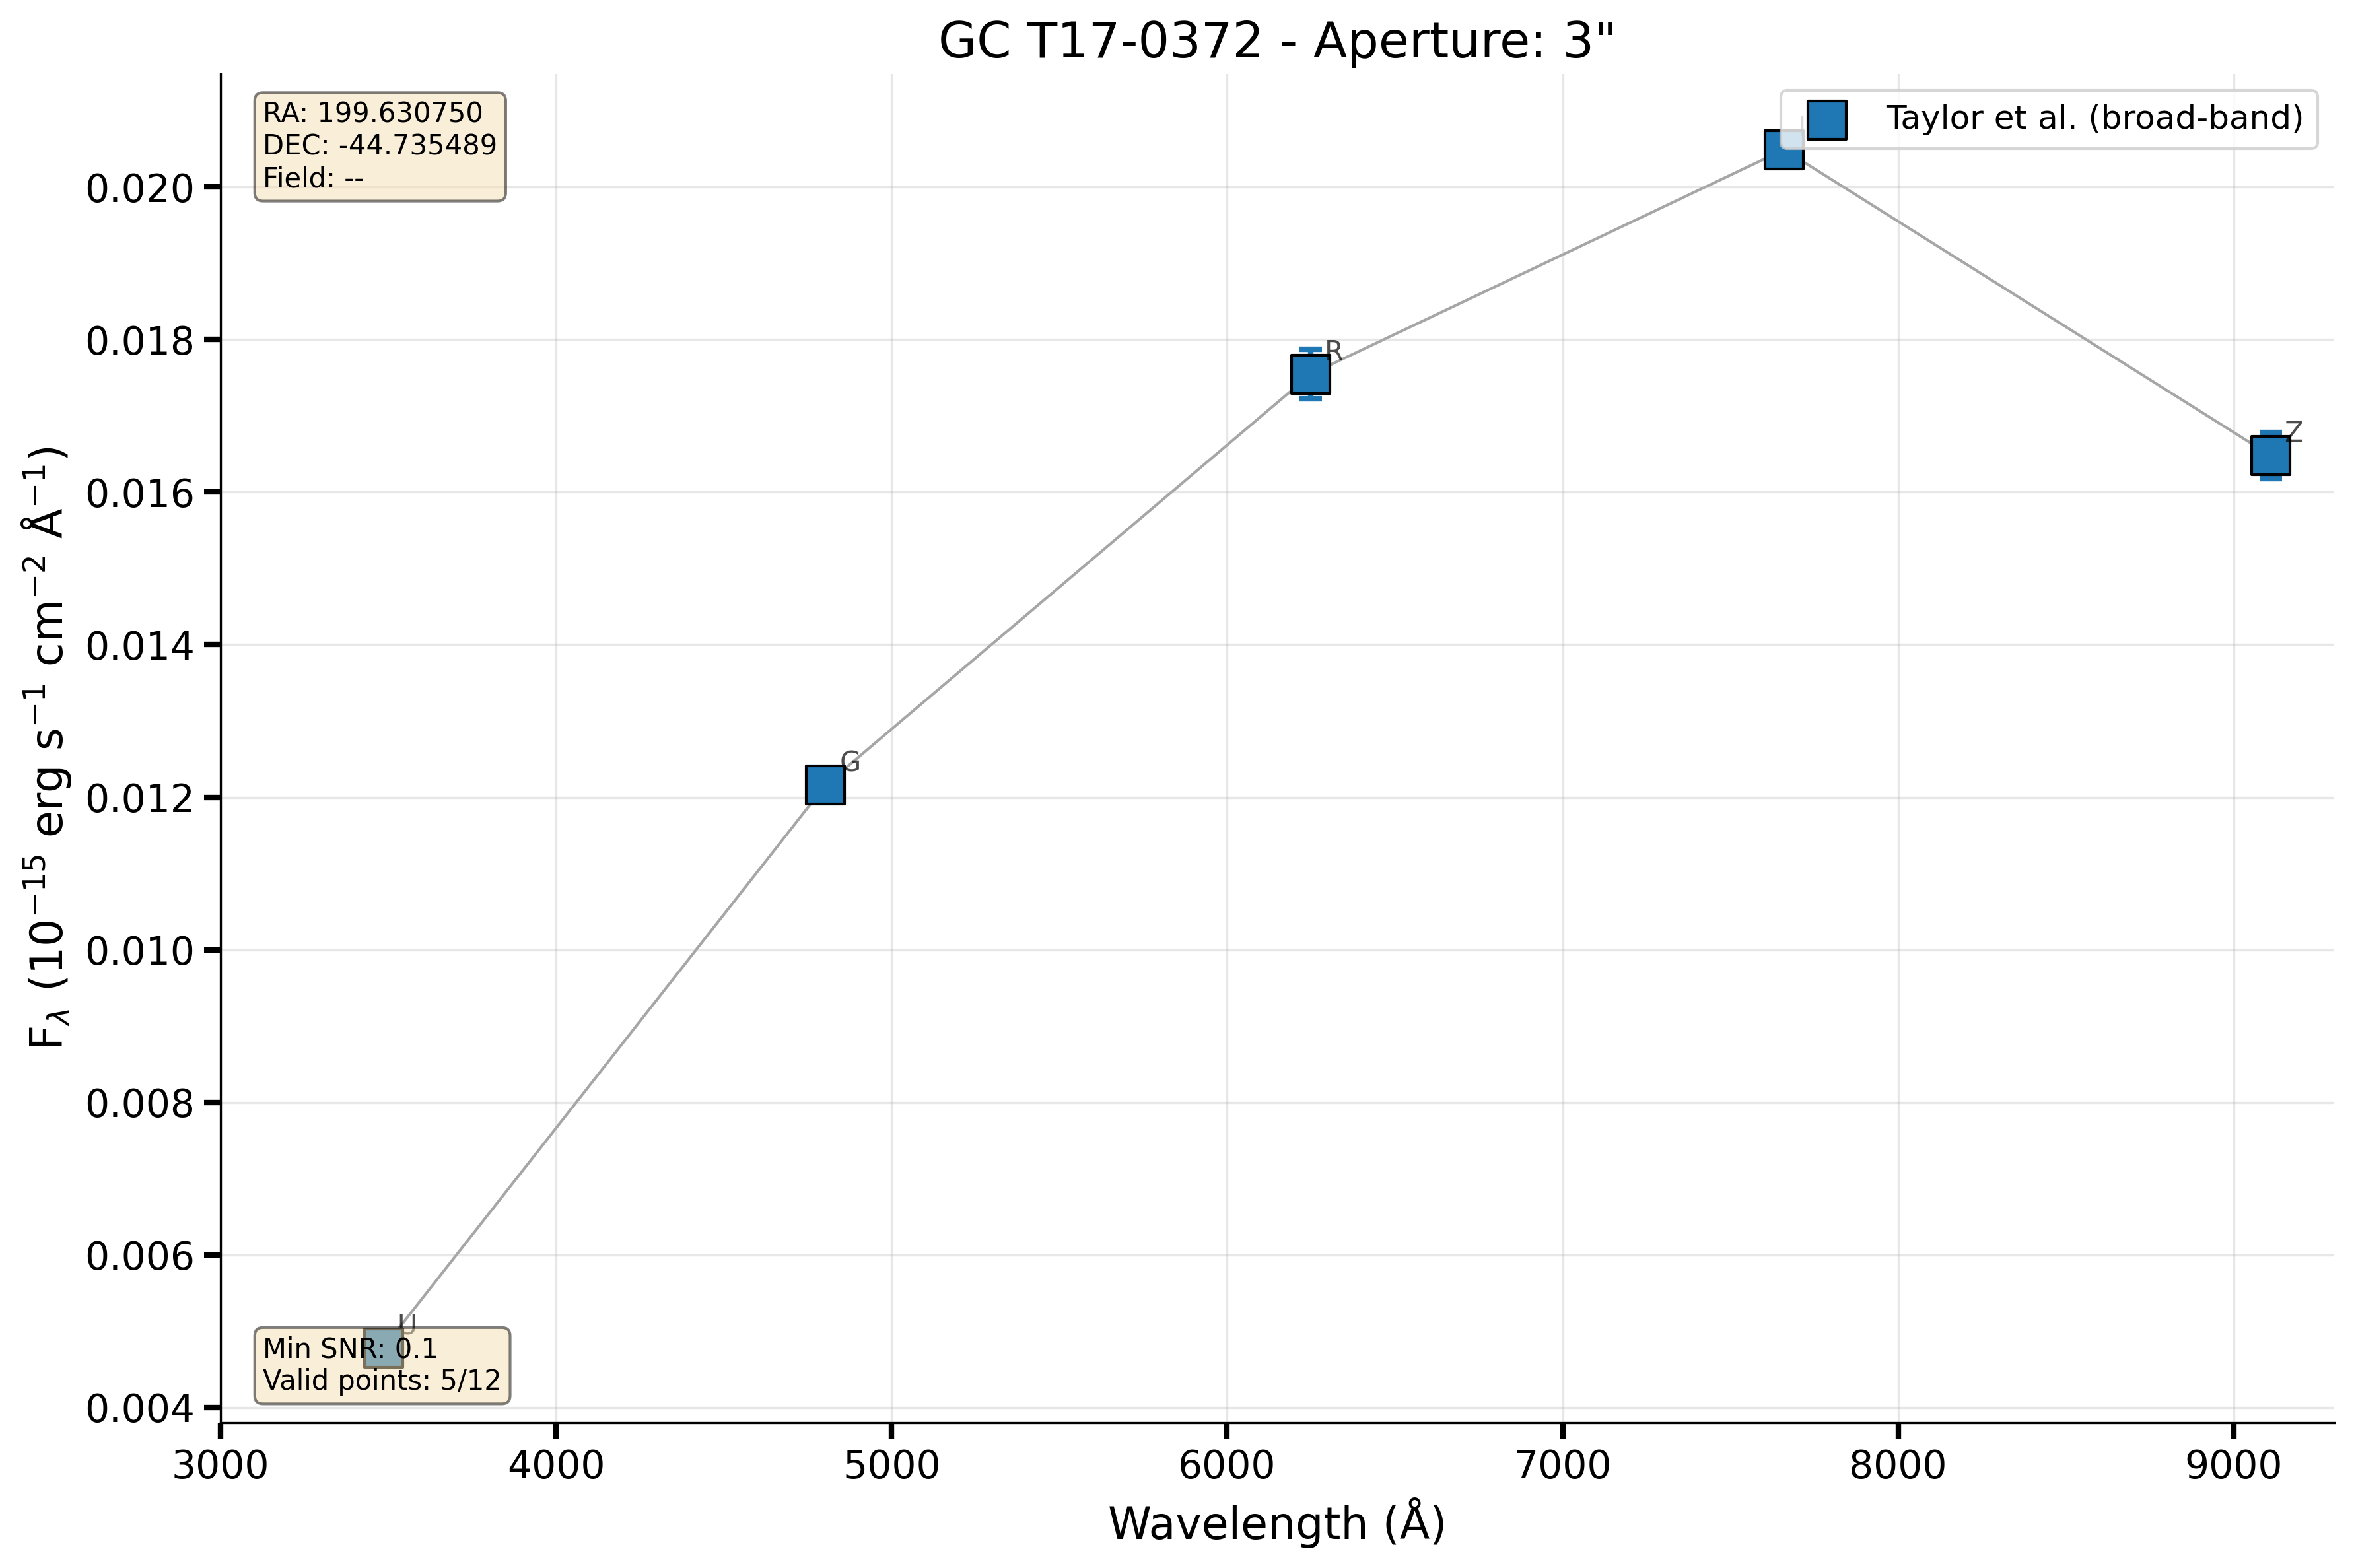 GC T17-0372 - Aperture: 3"
RA: 199.630750
DEC: -44.735489
Field: --
Taylor et al. (broad-band)
I
R
Z
G
U
Min SNR: 0.1
Valid points: 5/12
0.020
0.018
0.016
0.014
0.012
0.010
0.008
0.006
0.004
3000 4000 5000 6000 7000 8000 9000
Wavelength (Å)
F_λ (10⁻¹⁵ erg s⁻¹ cm⁻² Å⁻¹)